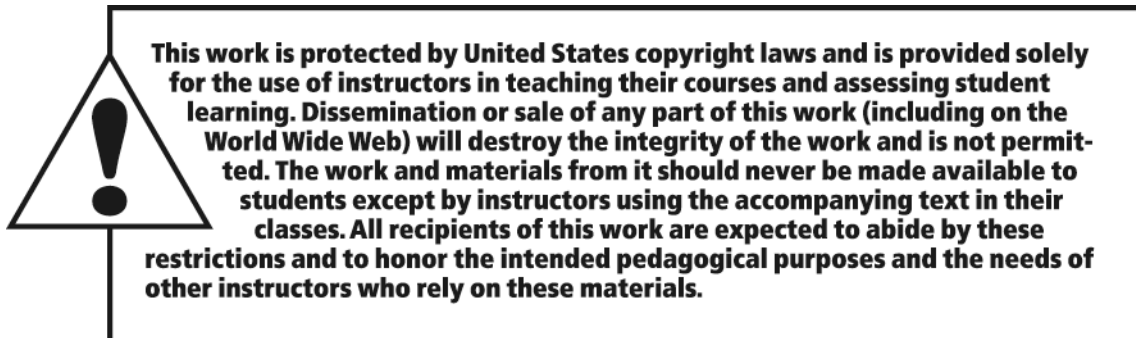 This work is protected by United States copyright laws and is provided solely
for the use of instructors in teaching their courses and assessing student
learning. Dissemination or sale of any part of this work (including on the
World Wide Web) will destroy the integrity of the work and is not permit-
ted. The work and materials from it should never be made available to
students except by instructors using the accompanying text in their
classes. All recipients of this work are expected to abide by these
restrictions and to honor the intended pedagogical purposes and the needs of
other instructors who rely on these materials.